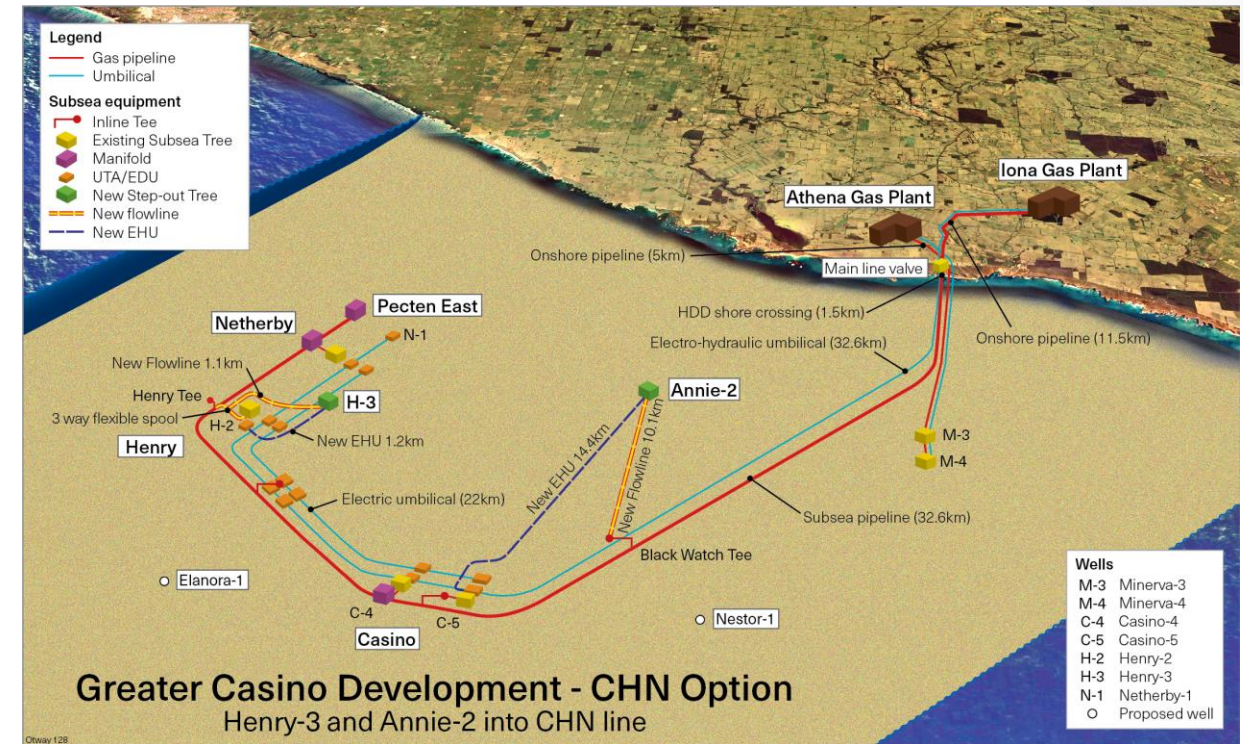 Legend
Gas pipeline
Umbilical
Subsea equipment
Inline Tee
Existing Subsea Tree
Manifold
UTA/EDU
New Step-out Tree
New flowline
New EHU
Iona Gas Plant
Athena Gas Plant
Onshore pipeline (5km)
Main line valve
HDD shore crossing (1.5km)
Onshore pipeline (11.5km)
Electro-hydraulic umbilical (32.6km)
Pecten East
Netherby
N-1
New Flowline 1.1km
Henry Tee
3 way flexible spool
H-2
H-3
New EHU 1.2km
Henry
Annie-2
New EHU 14.4km
New Flowline 10.1km
M-3
M-4
Electric umbilical (22km)
Subsea pipeline (32.6km)
Black Watch Tee
Elanora-1
C-4
C-5
Casino
Nestor-1
Wells
M-3 Minerva-3
M-4 Minerva-4
C-4 Casino-4
C-5 Casino-5
H-2 Henry-2
H-3 Henry-3
N-1 Netherby-1
Proposed well
Greater Casino Development - CHN Option
Henry-3 and Annie-2 into CHN line
Otway 128